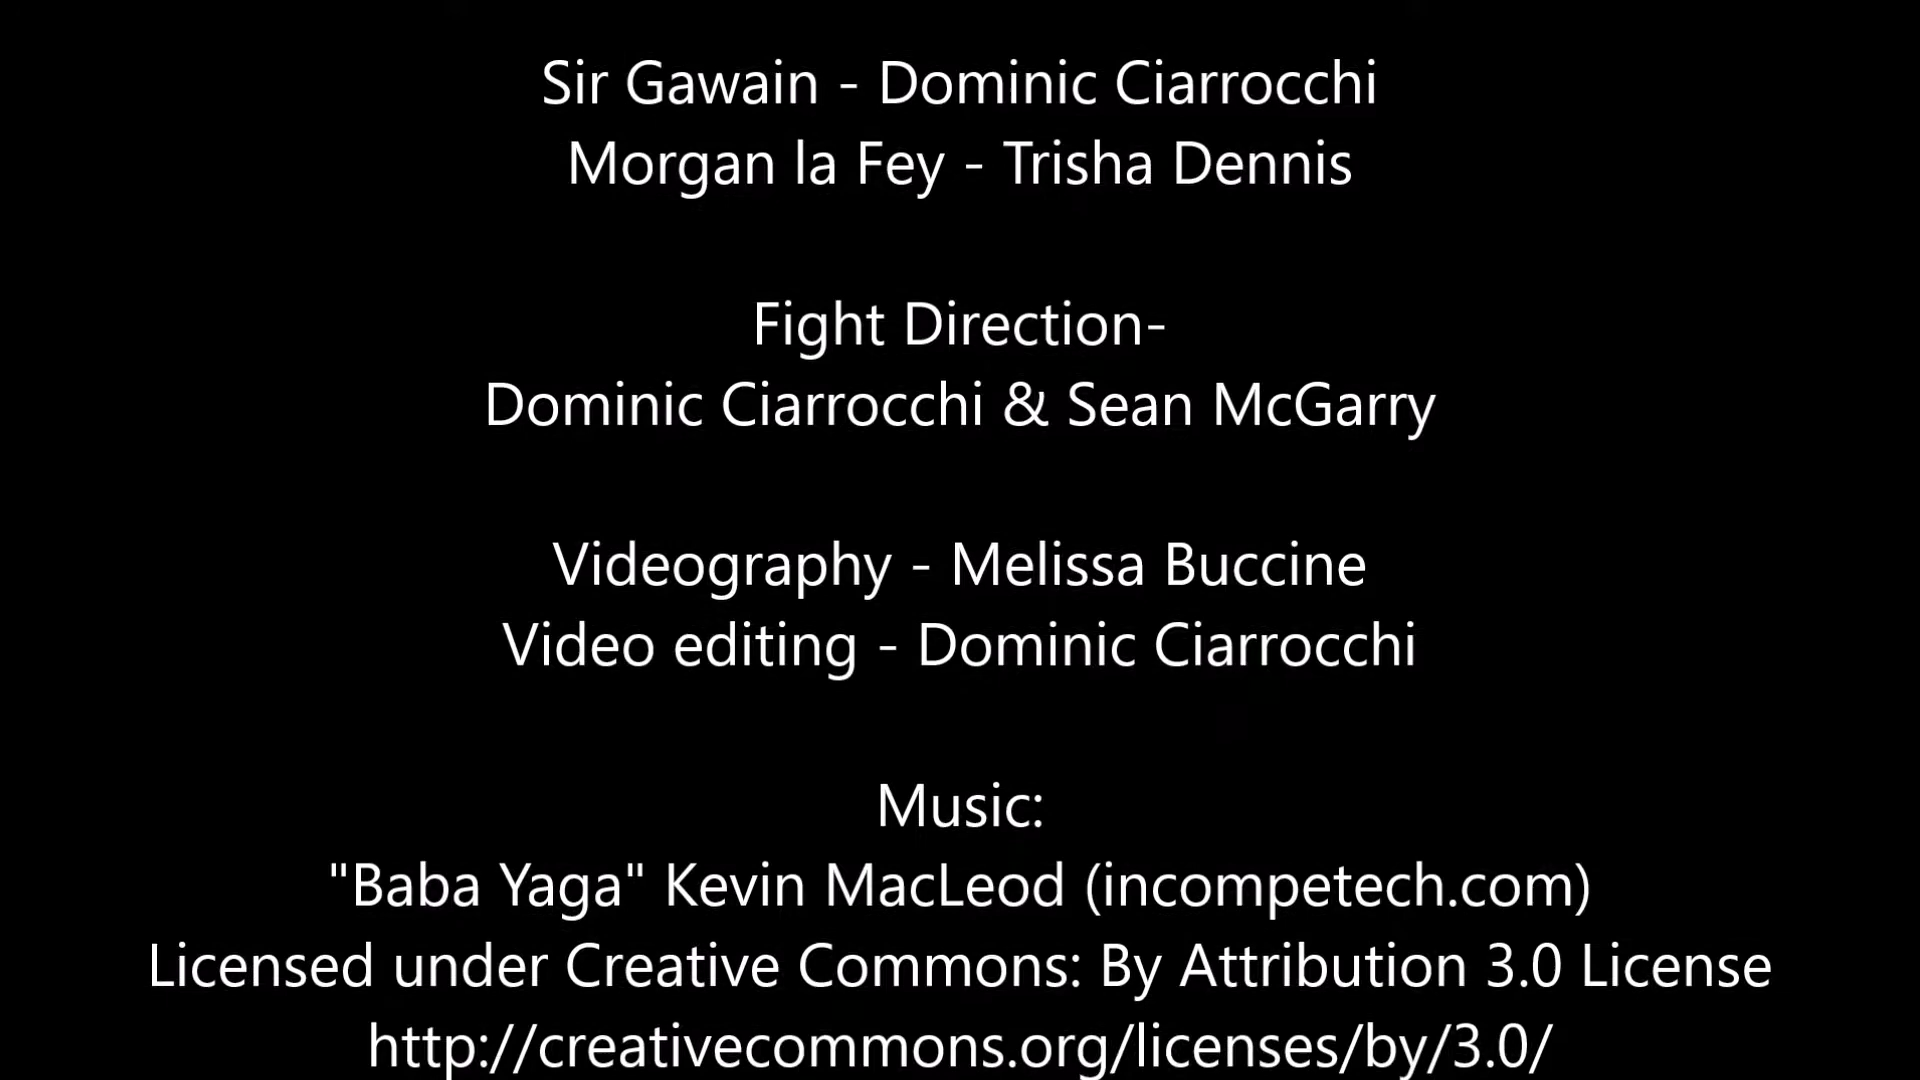 Sir Gawain - Dominic Ciarrocchi
Morgan la Fey - Trisha Dennis
Fight Direction-
Dominic Ciarrocchi & Sean McGarry
Videography - Melissa Buccine
Video editing - Dominic Ciarrocchi
Music:
"Baba Yaga" Kevin MacLeod (incompetech.com)
Licensed under Creative Commons: By Attribution 3.0 License
http://creativecommons.org/licenses/by/3.0/